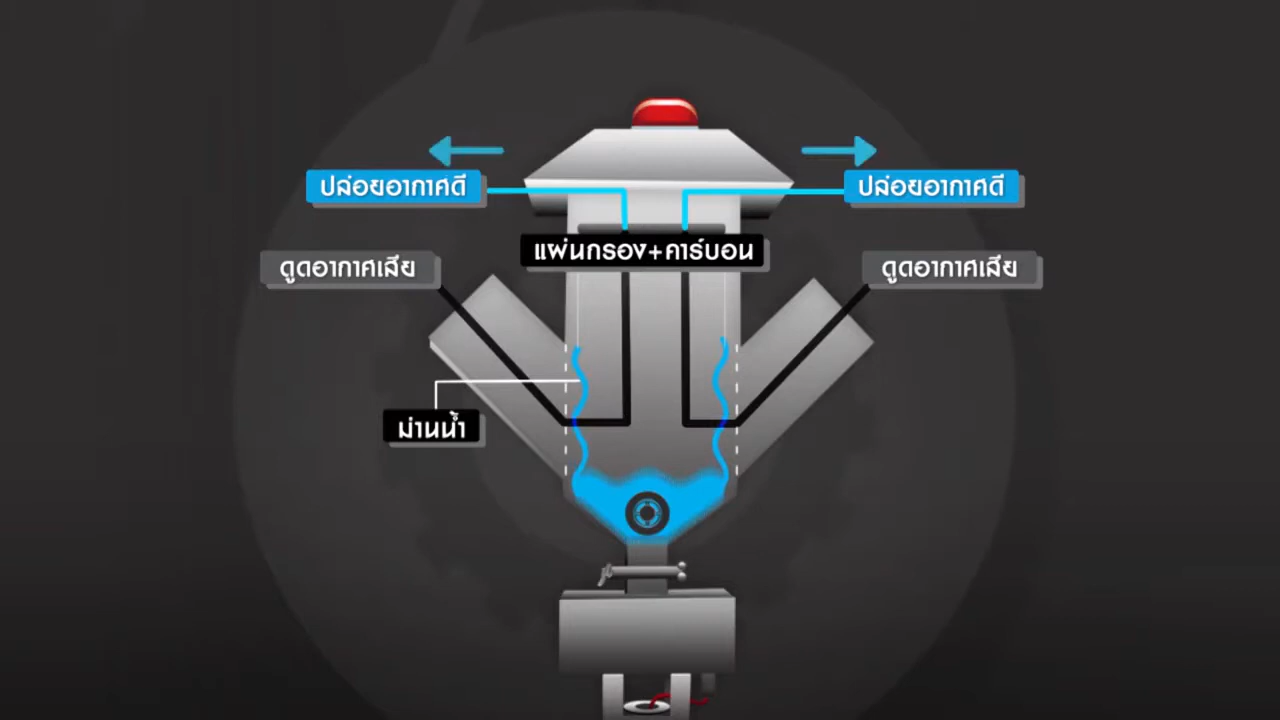 ปล่อยอากาศดี
ปล่อยอากาศดี
แผ่นกรอง+คาร์บอน
ดูดอากาศเสีย
ดูดอากาศเสีย
ม่านน้ำ